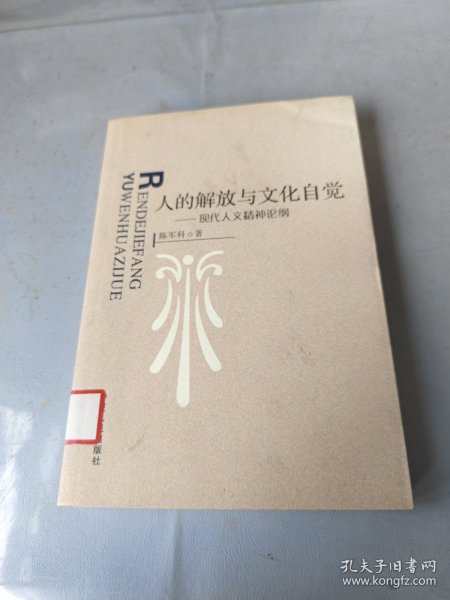 人的解放与文化自觉
——现代人文精神论纲
陈军科 ○ 著
RENDEJIEFANG
YUWENHUAZIJUE
版社
孔夫子旧书网
www.kongfz.com